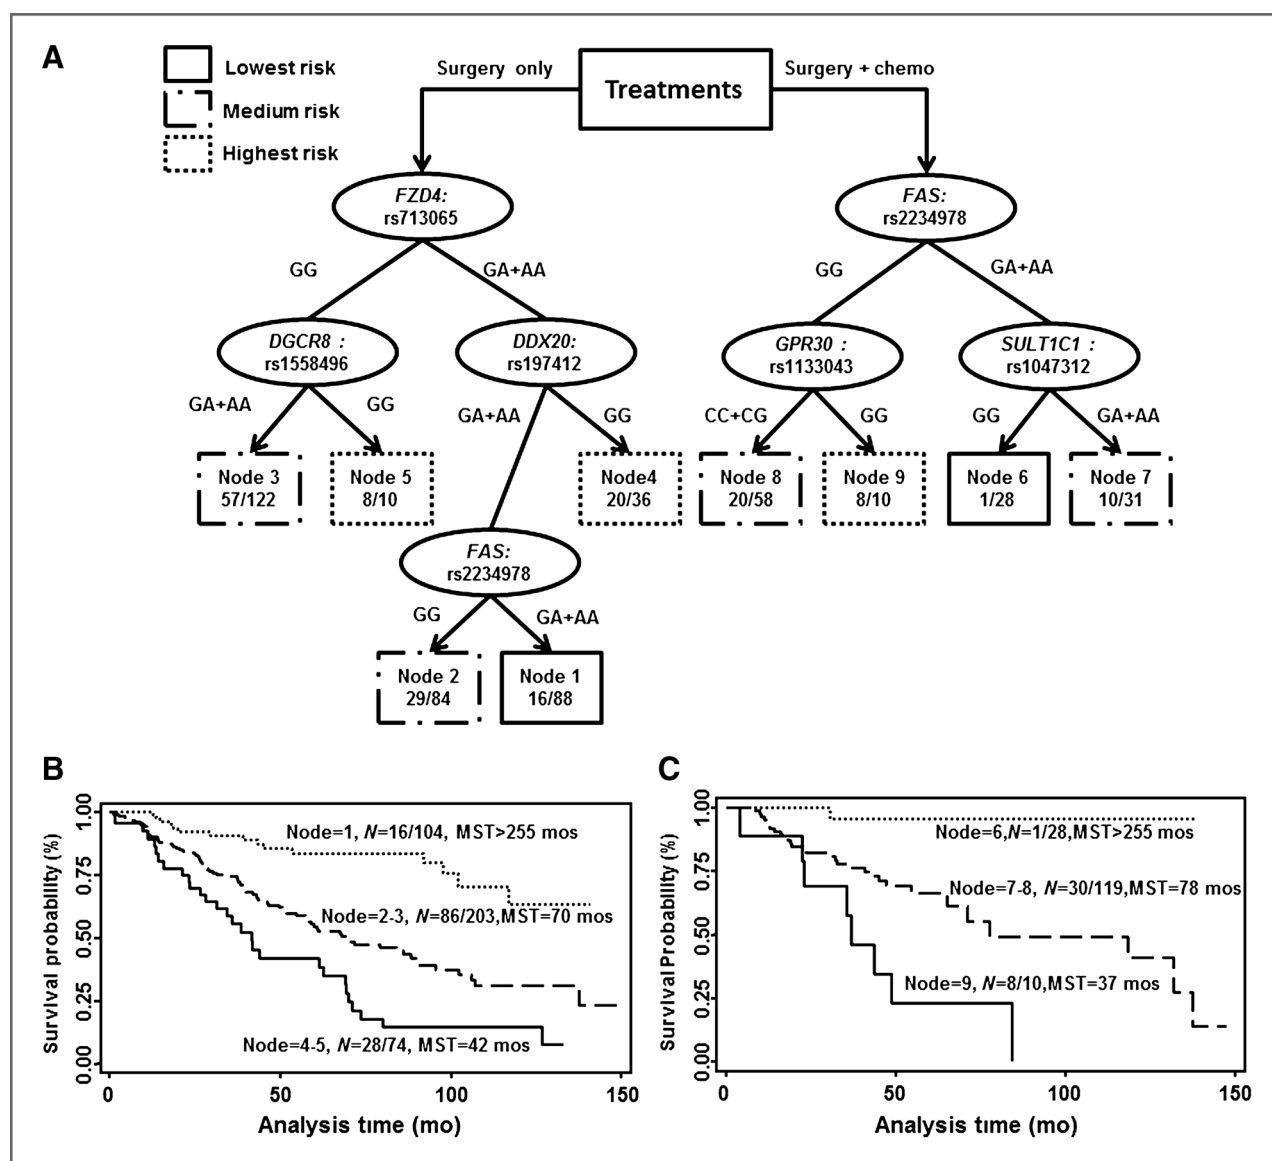 A
Lowest risk
Medium risk
Highest risk
Surgery only
Treatments
Surgery + chemo
FZD4:
rs713065
FAS:
rs2234978
GG
GA+AA
GG
GA+AA
DGCR8 :
rs1558496
DDX20:
rs197412
GPR30 :
rs1133043
SULT1C1 :
rs1047312
GA+AA
GG
GA+AA
GG
CC+CG
GG
GG
GA+AA
Node 3
57/122
Node 5
8/10
Node4
20/36
Node 8
20/58
Node 9
8/10
Node 6
1/28
Node 7
10/31
FAS:
rs2234978
GG
GA+AA
Node 2
29/84
Node 1
16/88
B
Survival probability (%)
1.00
0.75
0.50
0.25
0.00
Node=1, N=16/104, MST>255 mos
Node=2-3, N=86/203,MST=70 mos
Node=4-5, N=28/74, MST=42 mos
0
50
100
150
Analysis time (mo)
C
Survival Probability (%)
1.00
0.75
0.50
0.25
0.00
Node=6,N=1/28,MST>255 mos
Node=7-8, N=30/119,MST=78 mos
Node=9, N=8/10,MST=37 mos
0
50
100
150
Analysis time (mo)